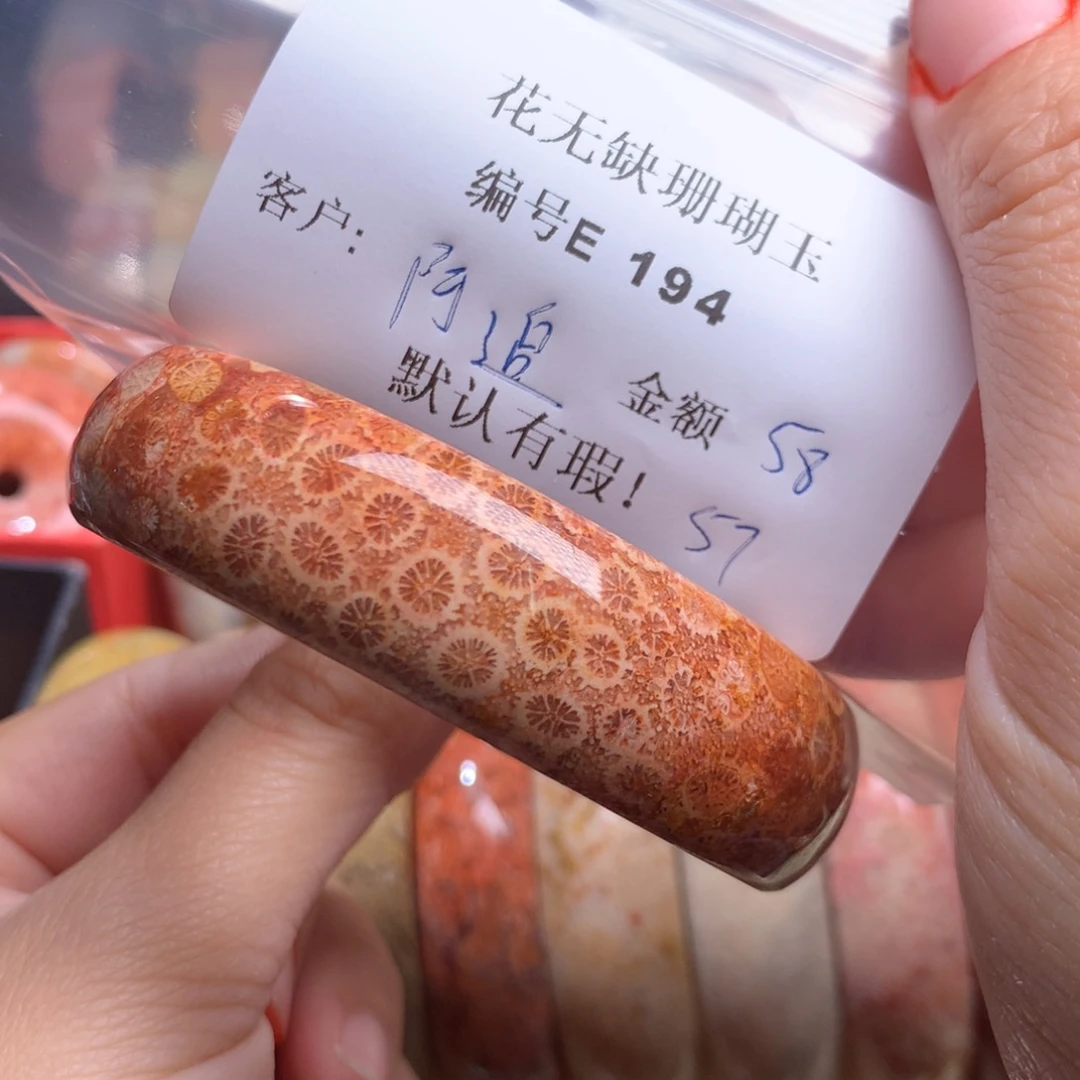 花无缺珊瑚玉
编号E 194
客户: 阿追 金额 58
默认有瑕! 57